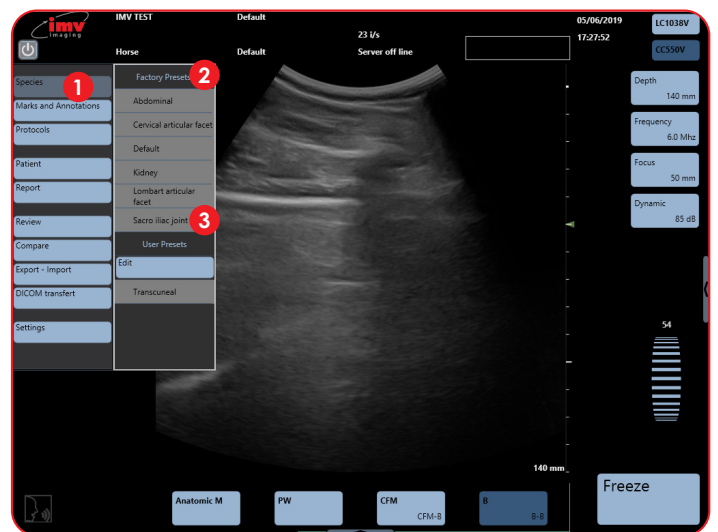 imv
imaging
IMV TEST
Default
23 i/s
05/06/2019
17:27:52
LC1038V
Horse
Default
Server off line
CC550V
Species
1
Marks and Annotations
Protocols
Patient
Report
Review
Compare
Export - Import
DICOM transfert
Settings
Factory Presets
2
Abdominal
Cervical articular facet
Default
Kidney
Lombart articular
facet
Sacro iliac joint
3
User Presets
Edit
Transcuneal
Depth
140 mm
Frequency
6.0 Mhz
Focus
50 mm
Dynamic
85 dB
54
140 mm
Anatomic M
PW
CFM
CFM-B
B
B-B
Freeze